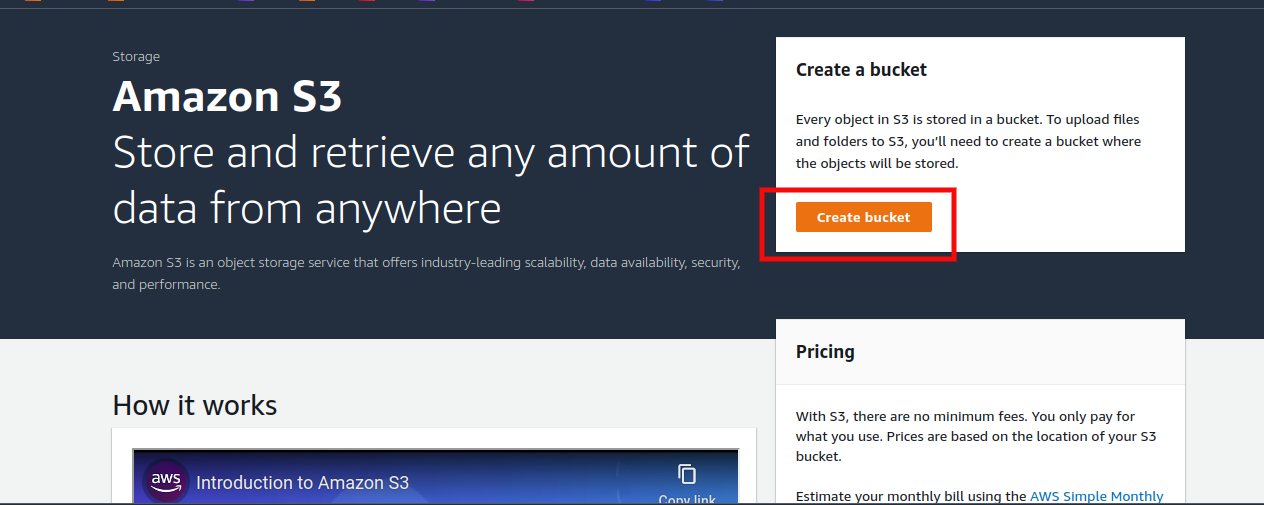 Storage
Amazon S3
Store and retrieve any amount of
data from anywhere
Amazon S3 is an object storage service that offers industry-leading scalability, data availability, security,
and performance.
Create a bucket
Every object in S3 is stored in a bucket. To upload files
and folders to S3, you’ll need to create a bucket where
the objects will be stored.
Create bucket
Pricing
With S3, there are no minimum fees. You only pay for
what you use. Prices are based on the location of your S3
bucket.
Estimate your monthly bill using the AWS Simple Monthly
How it works
aws
Introduction to Amazon S3
Copy link